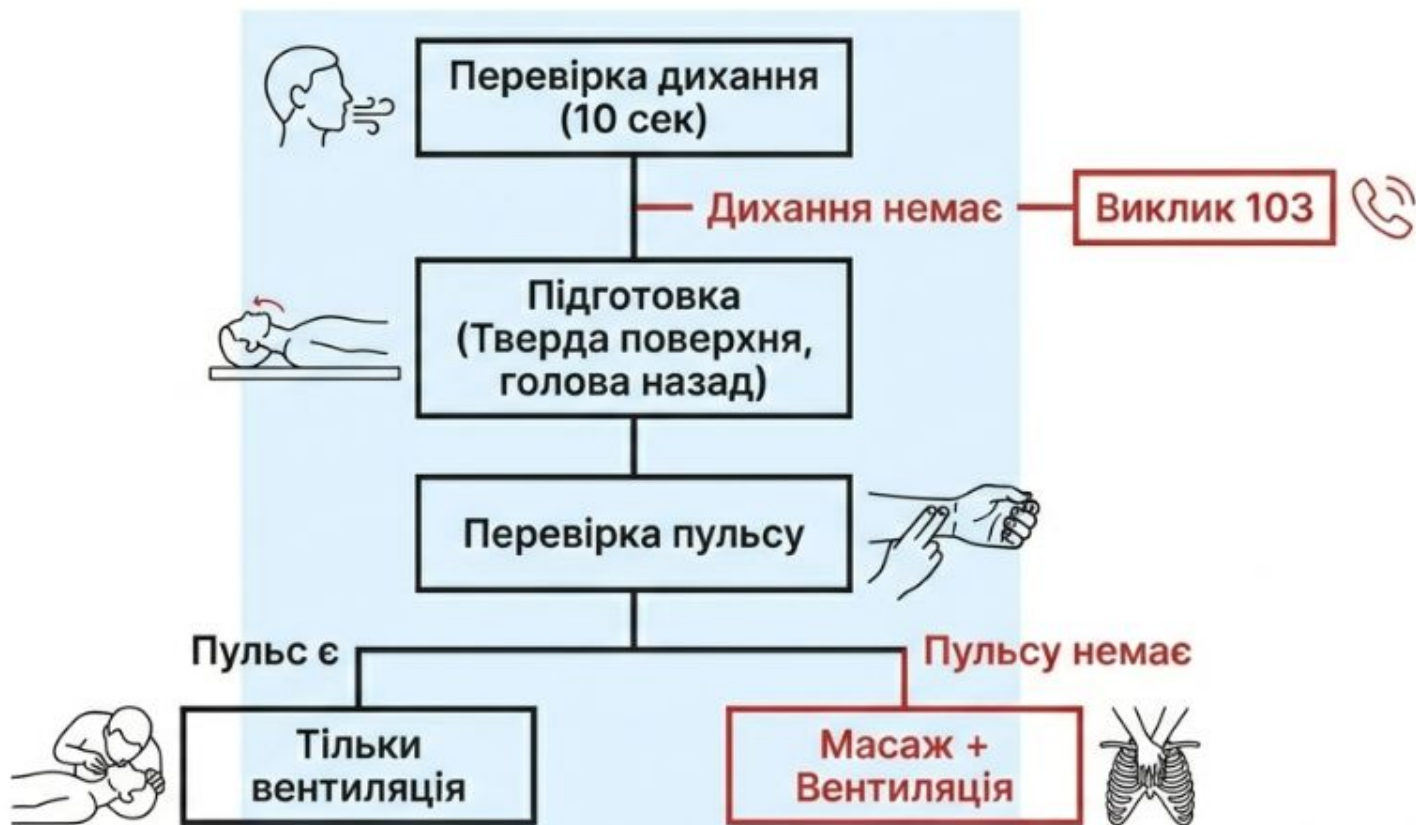 Перевірка дихання
(10 сек)
Дихання немає
Виклик 103
Підготовка
(Тверда поверхня,
голова назад)
Перевірка пульсу
Пульс є
Пульсу немає
Тільки
вентиляція
Масаж +
Вентиляція